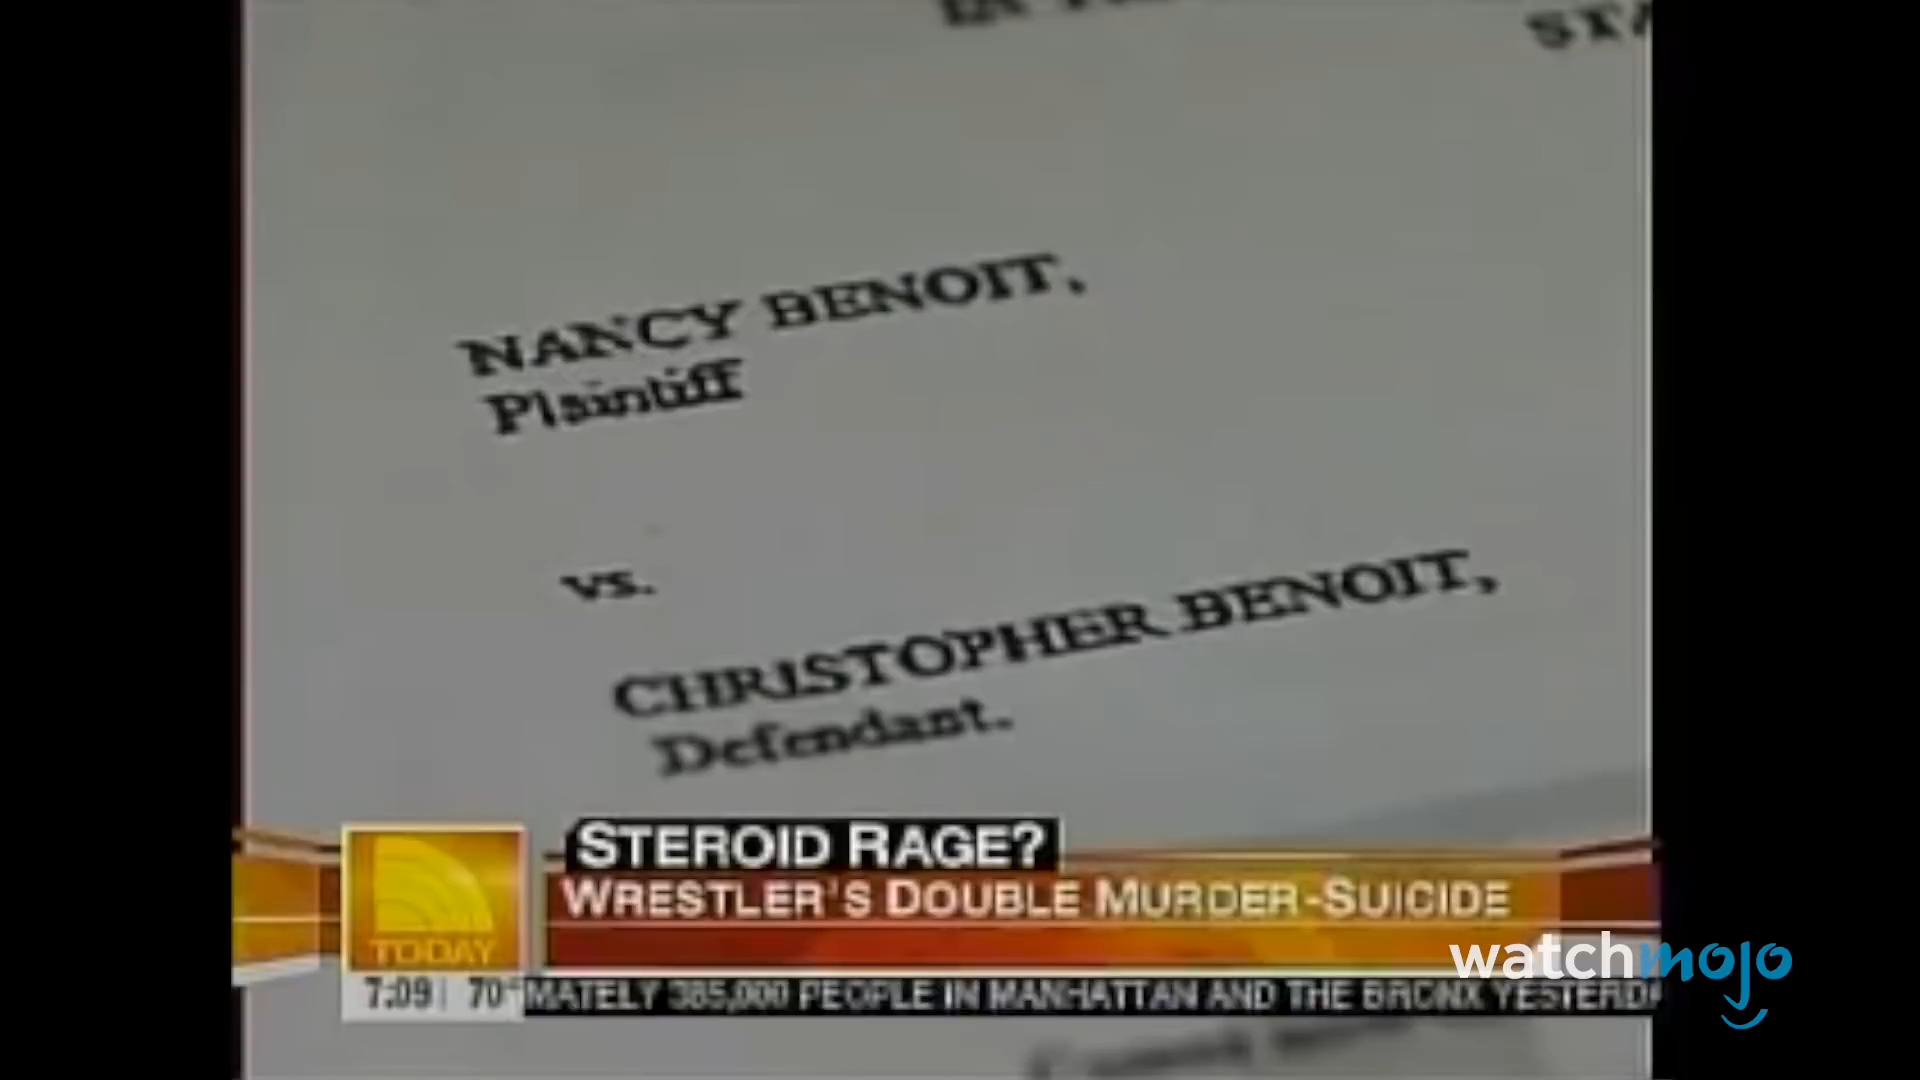 NANCY BENOIT,
Plaintiff
vs.
CHRISTOPHER BENOIT,
Defendant.
STEROID RAGE?
WRESTLER'S DOUBLE MURDER-SUICIDE
TODAY
watchmojo
7:09 70° MATELY 385,000 PEOPLE IN MANHATTAN AND THE BRONX YESTERDA